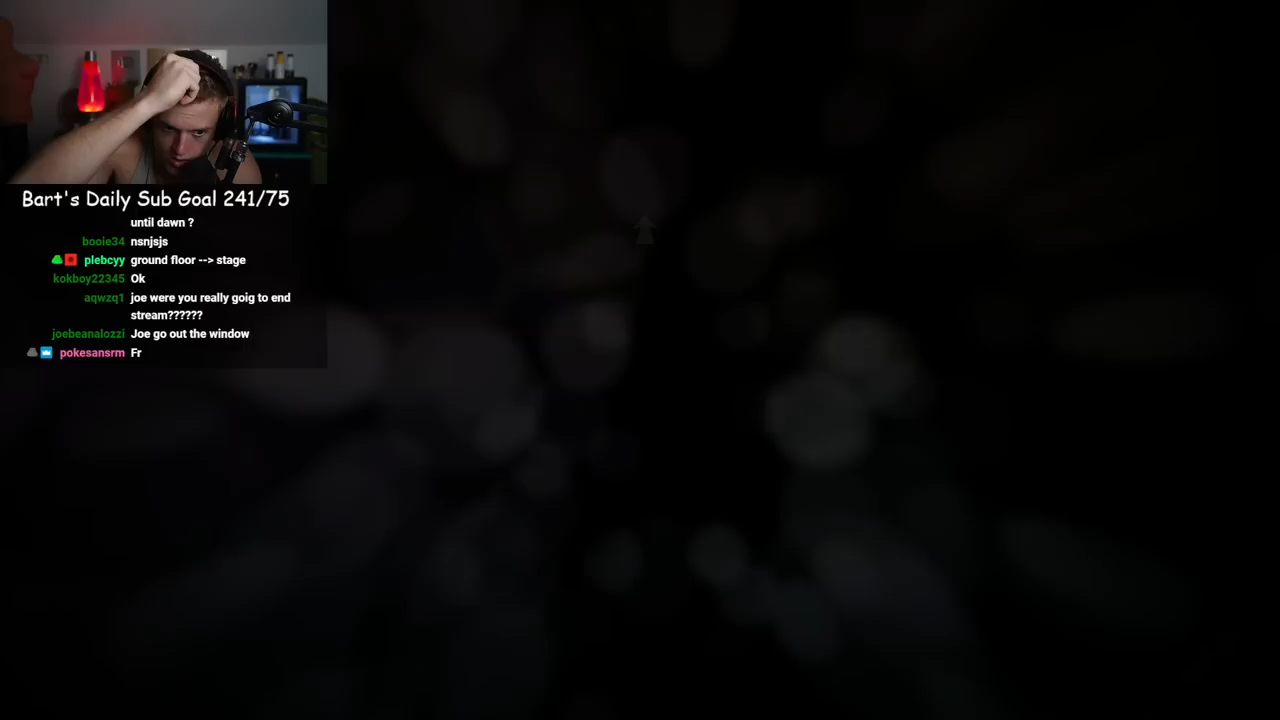 Bart's Daily Sub Goal 241/75
until dawn ?
booie34 nsnjsjs
plebcyy ground floor --> stage
kokboy22345 Ok
aqwzq1 joe were you really goig to end
stream??????
joebeanalozzi Joe go out the window
pokesansrm Fr